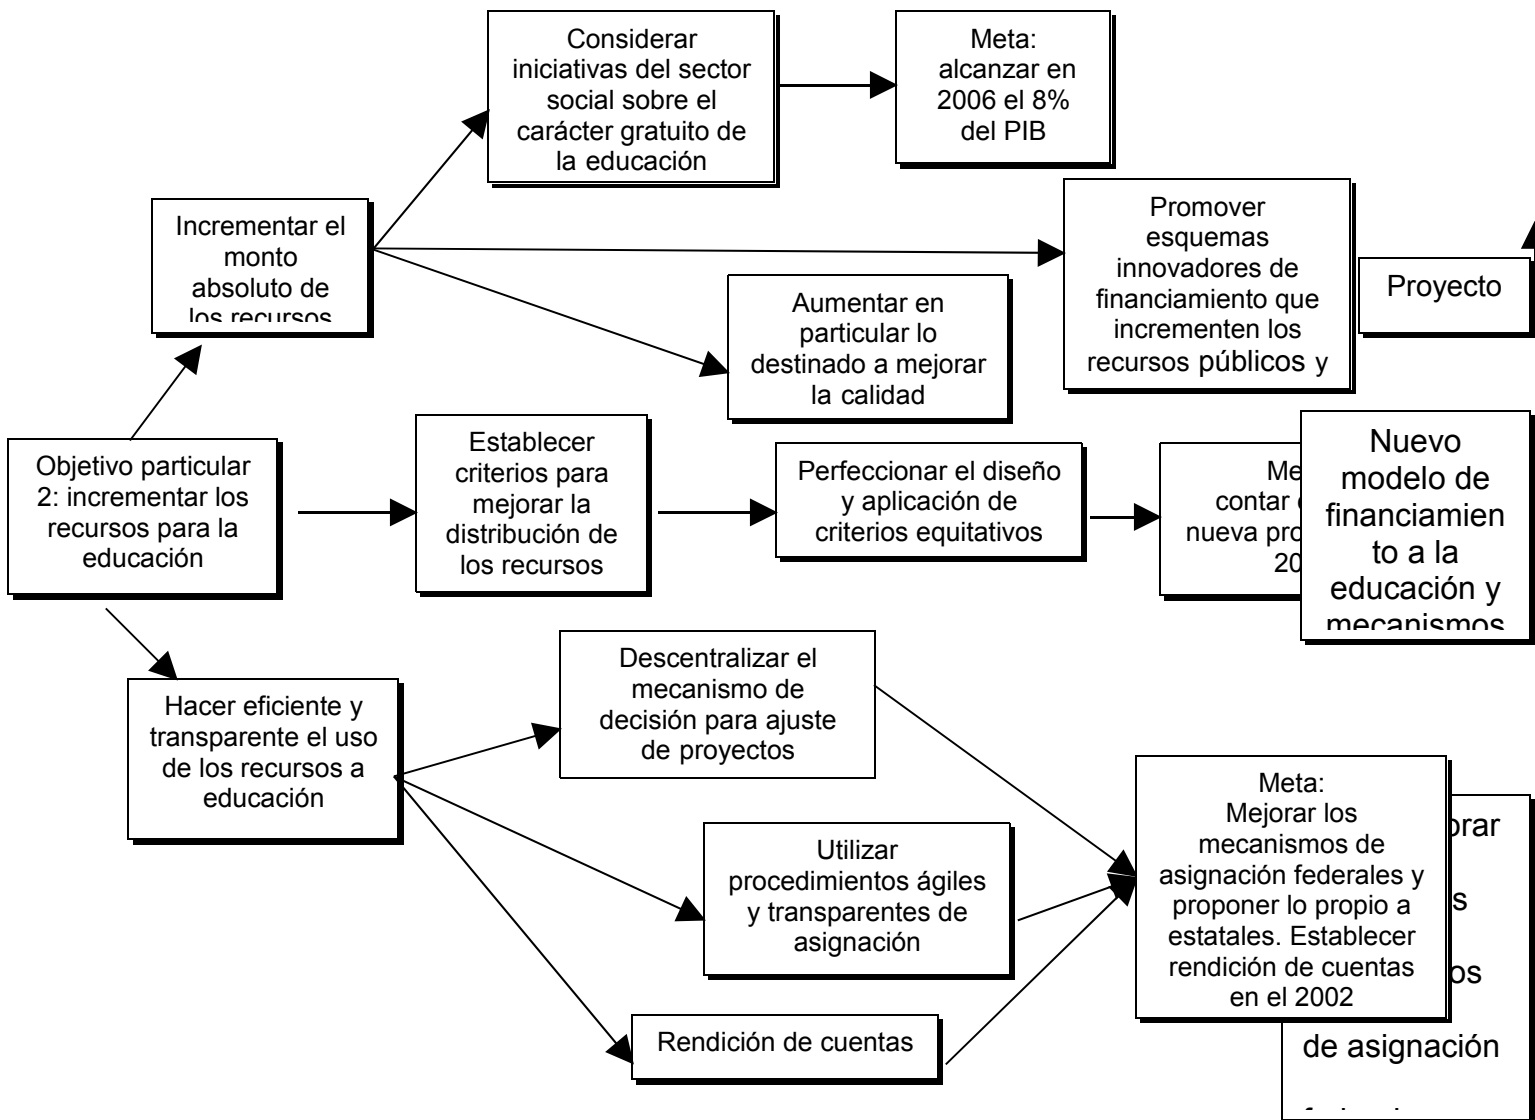 Considerar
iniciativas del sector
social sobre el
carácter gratuito de
la educación
Meta:
alcanzar en
2006 el 8%
del PIB
Incrementar el
monto
absoluto de
los recursos
Promover
esquemas
innovadores de
financiamiento que
incrementen los
recursos públicos y
Proyecto
Aumentar en
particular lo
destinado a mejorar
la calidad
Objetivo particular
2: incrementar los
recursos para la
educación
Establecer
criterios para
mejorar la
distribución de
los recursos
Perfeccionar el diseño
y aplicación de
criterios equitativos
contar
nueva
Nuevo
modelo de
financiamien
to a la
educación y
mecanismos
Hacer eficiente y
transparente el uso
de los recursos a
educación
Descentralizar el
mecanismo de
decisión para ajuste
de proyectos
Utilizar
procedimientos ágiles
y transparentes de
asignación
Rendición de cuentas
Meta:
Mejorar los
mecanismos de
asignación federales y
proponer lo propio a
estatales. Establecer
rendición de cuentas
en el 2002
de asignación